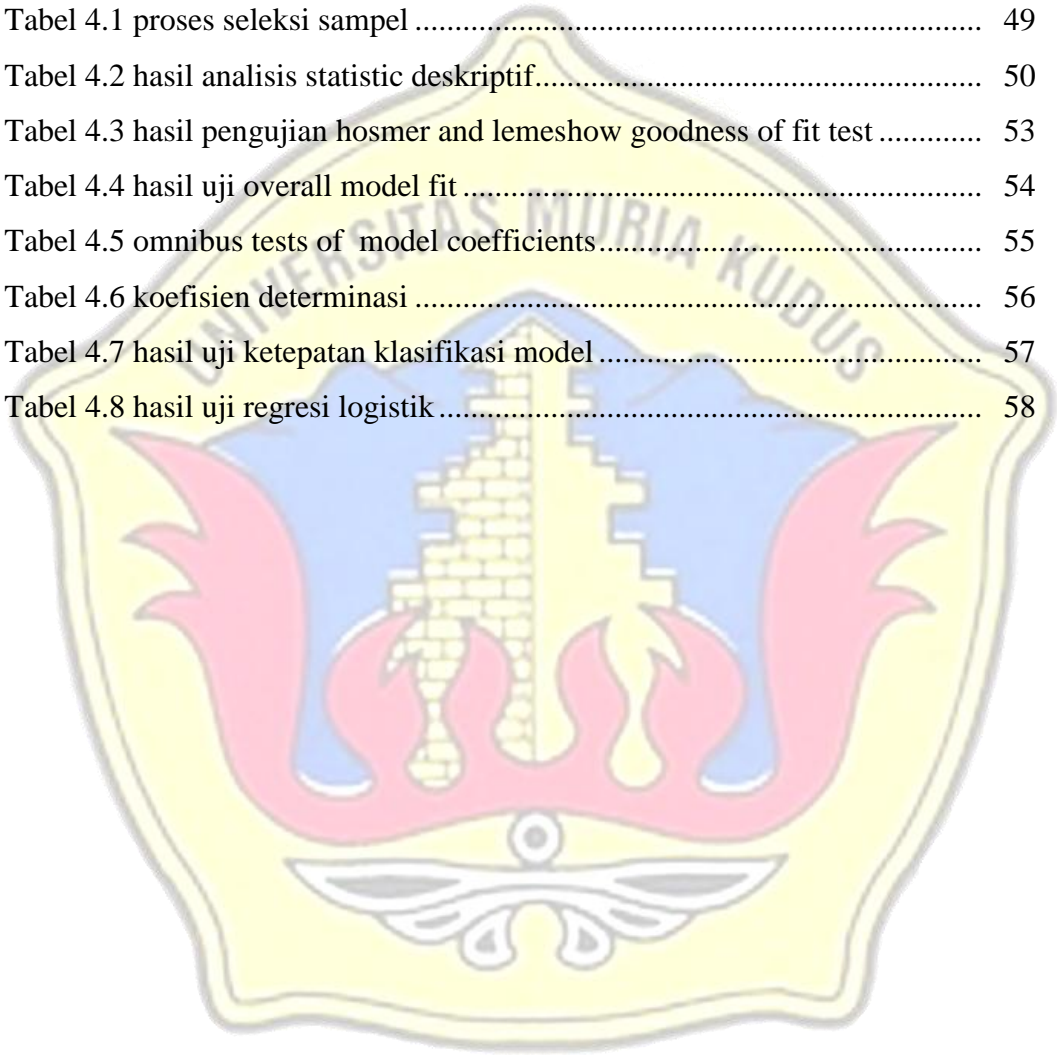 Tabel 4.1 proses seleksi sampel ................................................................ 49
Tabel 4.2 hasil analisis statistic deskriptif.................................................. 50
Tabel 4.3 hasil pengujian hosmer and lemeshow goodness of fit test ............. 53
Tabel 4.4 hasil uji overall model fit ........................................................... 54
Tabel 4.5 omnibus tests of  model coefficients........................................... 55
Tabel 4.6 koefisien determinasi ................................................................ 56
Tabel 4.7 hasil uji ketepatan klasifikasi model ........................................... 57
Tabel 4.8 hasil uji regresi logistik ............................................................. 58
UNIVERSITAS MURIA KUDUS